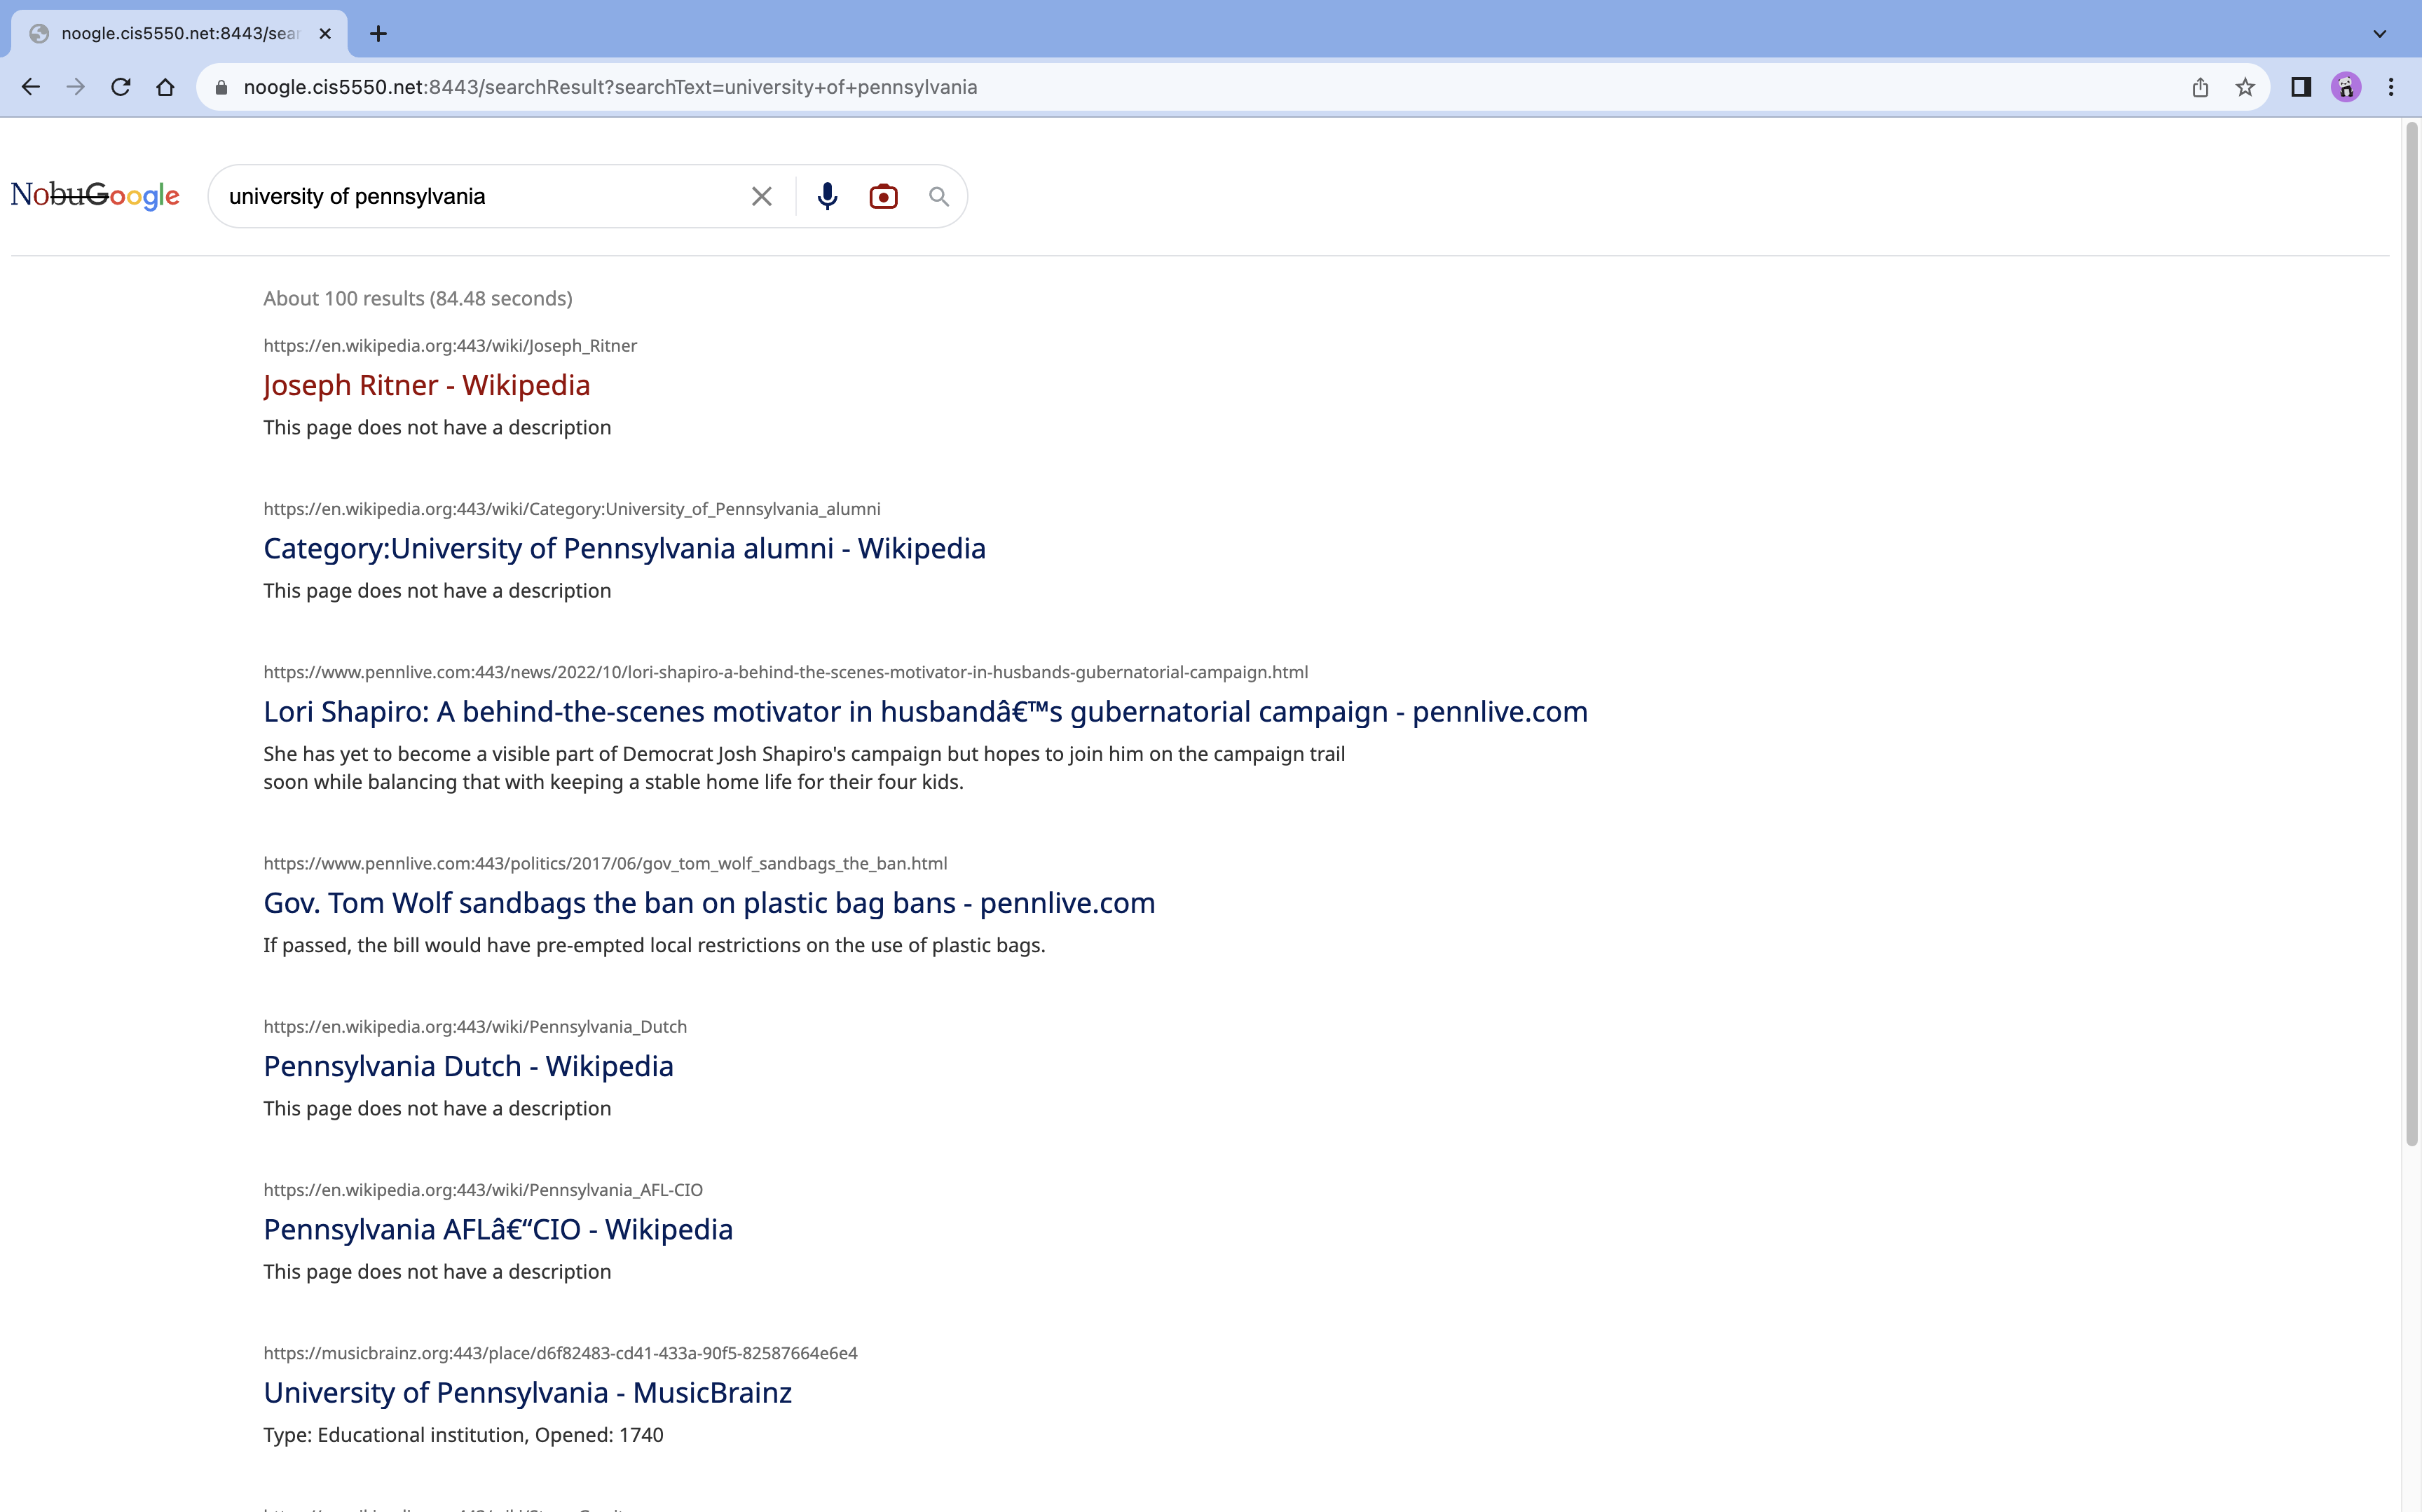 noogle.cis5550.net:8443/sear
noogle.cis5550.net:8443/searchResult?searchText=university+of+pennsylvania
NobuGoogle
university of pennsylvania
About 100 results (84.48 seconds)
https://en.wikipedia.org:443/wiki/Joseph_Ritner
Joseph Ritner - Wikipedia
This page does not have a description
https://en.wikipedia.org:443/wiki/Category:University_of_Pennsylvania_alumni
Category:University of Pennsylvania alumni - Wikipedia
This page does not have a description
https://www.pennlive.com:443/news/2022/10/lori-shapiro-a-behind-the-scenes-motivator-in-husbands-gubernatorial-campaign.html
Lori Shapiro: A behind-the-scenes motivator in husbandâ€™s gubernatorial campaign - pennlive.com
She has yet to become a visible part of Democrat Josh Shapiro's campaign but hopes to join him on the campaign trail
soon while balancing that with keeping a stable home life for their four kids.
https://www.pennlive.com:443/politics/2017/06/gov_tom_wolf_sandbags_the_ban.html
Gov. Tom Wolf sandbags the ban on plastic bag bans - pennlive.com
If passed, the bill would have pre-empted local restrictions on the use of plastic bags.
https://en.wikipedia.org:443/wiki/Pennsylvania_Dutch
Pennsylvania Dutch - Wikipedia
This page does not have a description
https://en.wikipedia.org:443/wiki/Pennsylvania_AFL-CIO
Pennsylvania AFLâ€“CIO - Wikipedia
This page does not have a description
https://musicbrainz.org:443/place/d6f82483-cd41-433a-90f5-82587664e6e4
University of Pennsylvania - MusicBrainz
Type: Educational institution, Opened: 1740